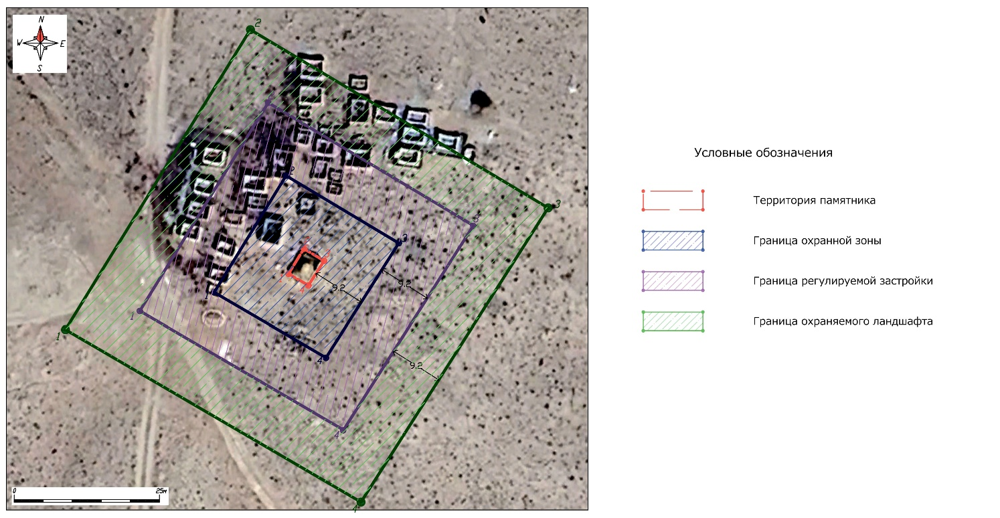 N
W E
S
2
2
2
3
3
3
2
3
1
4
1
1
1
4
4
4
9.2
9.2
9.2
0 25м
Условные обозначения
Территория памятника
Граница охранной зоны
Граница регулируемой застройки
Граница охраняемого ландшафта